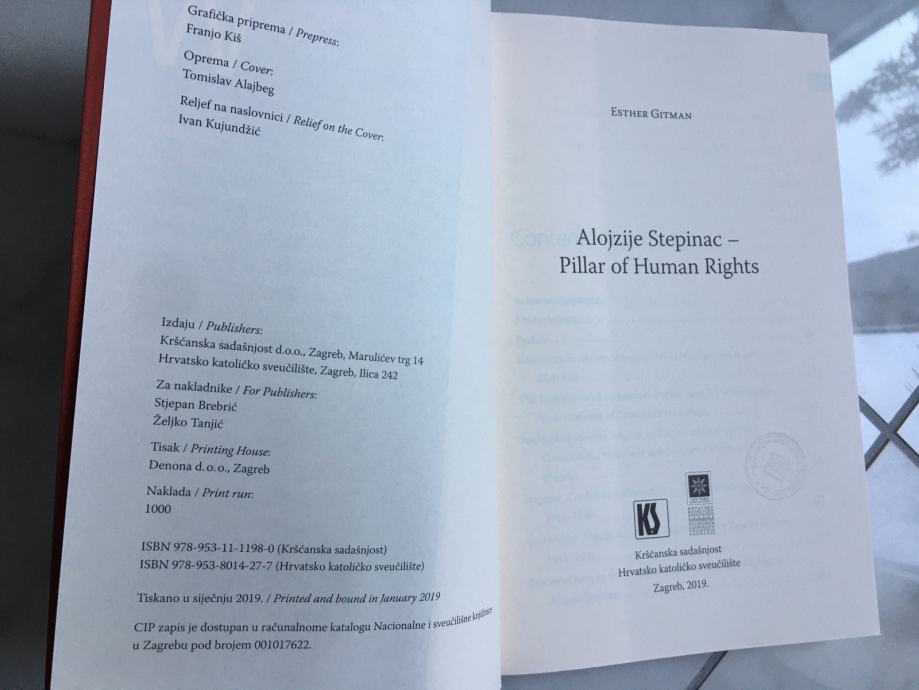 Grafička priprema / Prepress:
Franjo Kiš
Oprema / Cover:
Tomislav Alajbeg
Reljef na naslovnici / Relief on the Cover:
Ivan Kujundžić
Izdaju / Publishers:
Kršćanska sadašnjost d.o.o., Zagreb, Marulićev trg 14
Hrvatsko katoličko sveučilište, Zagreb, Ilica 242
Za nakladnike / For Publishers:
Stjepan Brebrić
Željko Tanjić
Tisak / Printing House:
Denona d. o. o., Zagreb
Naklada / Print run:
1000
ISBN 978-953-11-1198-0 (Kršćanska sadašnjost)
ISBN 978-953-8014-27-7 (Hrvatsko katoličko sveučilište)
Tiskano u siječnju 2019. / Printed and bound in January 2019
CIP zapis je dostupan u računalnome katalogu Nacionalne i sveučilišne knjižnice
u Zagrebu pod brojem 001017622.
ESTHER GITMAN
Alojzije Stepinac –
Pillar of Human Rights
KS
Kršćanska sadašnjost
Hrvatsko katoličko sveučilište
Zagreb, 2019.